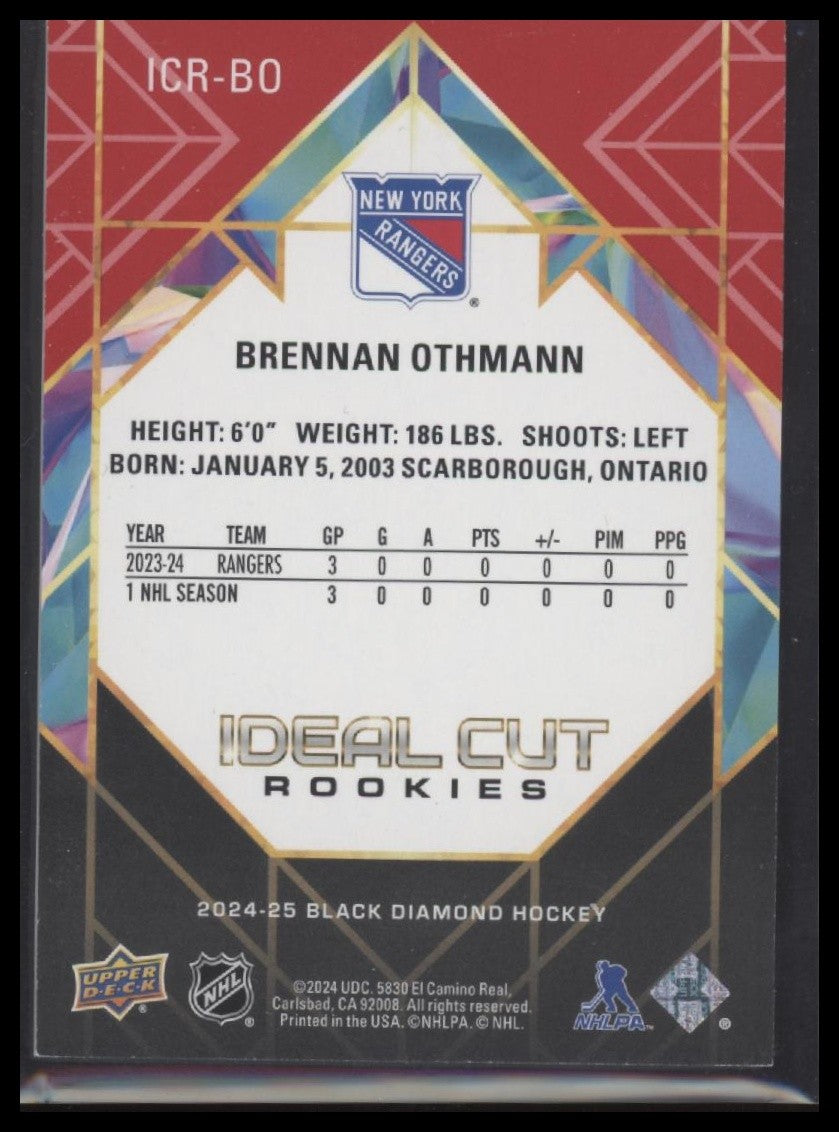 ICR-BO
NEW YORK
RANGERS
®
BRENNAN OTHMANN
HEIGHT: 6'0" WEIGHT: 186 LBS. SHOOTS: LEFT
BORN: JANUARY 5, 2003 SCARBOROUGH, ONTARIO
YEAR TEAM GP G A PTS +/- PIM PPG
2023-24 RANGERS 3 0 0 0 0 0 0
1 NHL SEASON 3 0 0 0 0 0 0
IDEAL CUT
ROOKIES
2024-25 BLACK DIAMOND HOCKEY
UPPER
D·E·C·K
®
NHL
®
©2024 UDC. 5830 El Camino Real,
Carlsbad, CA 92008. All rights reserved.
Printed in the USA. ©NHLPA. © NHL.
NHLPA
®